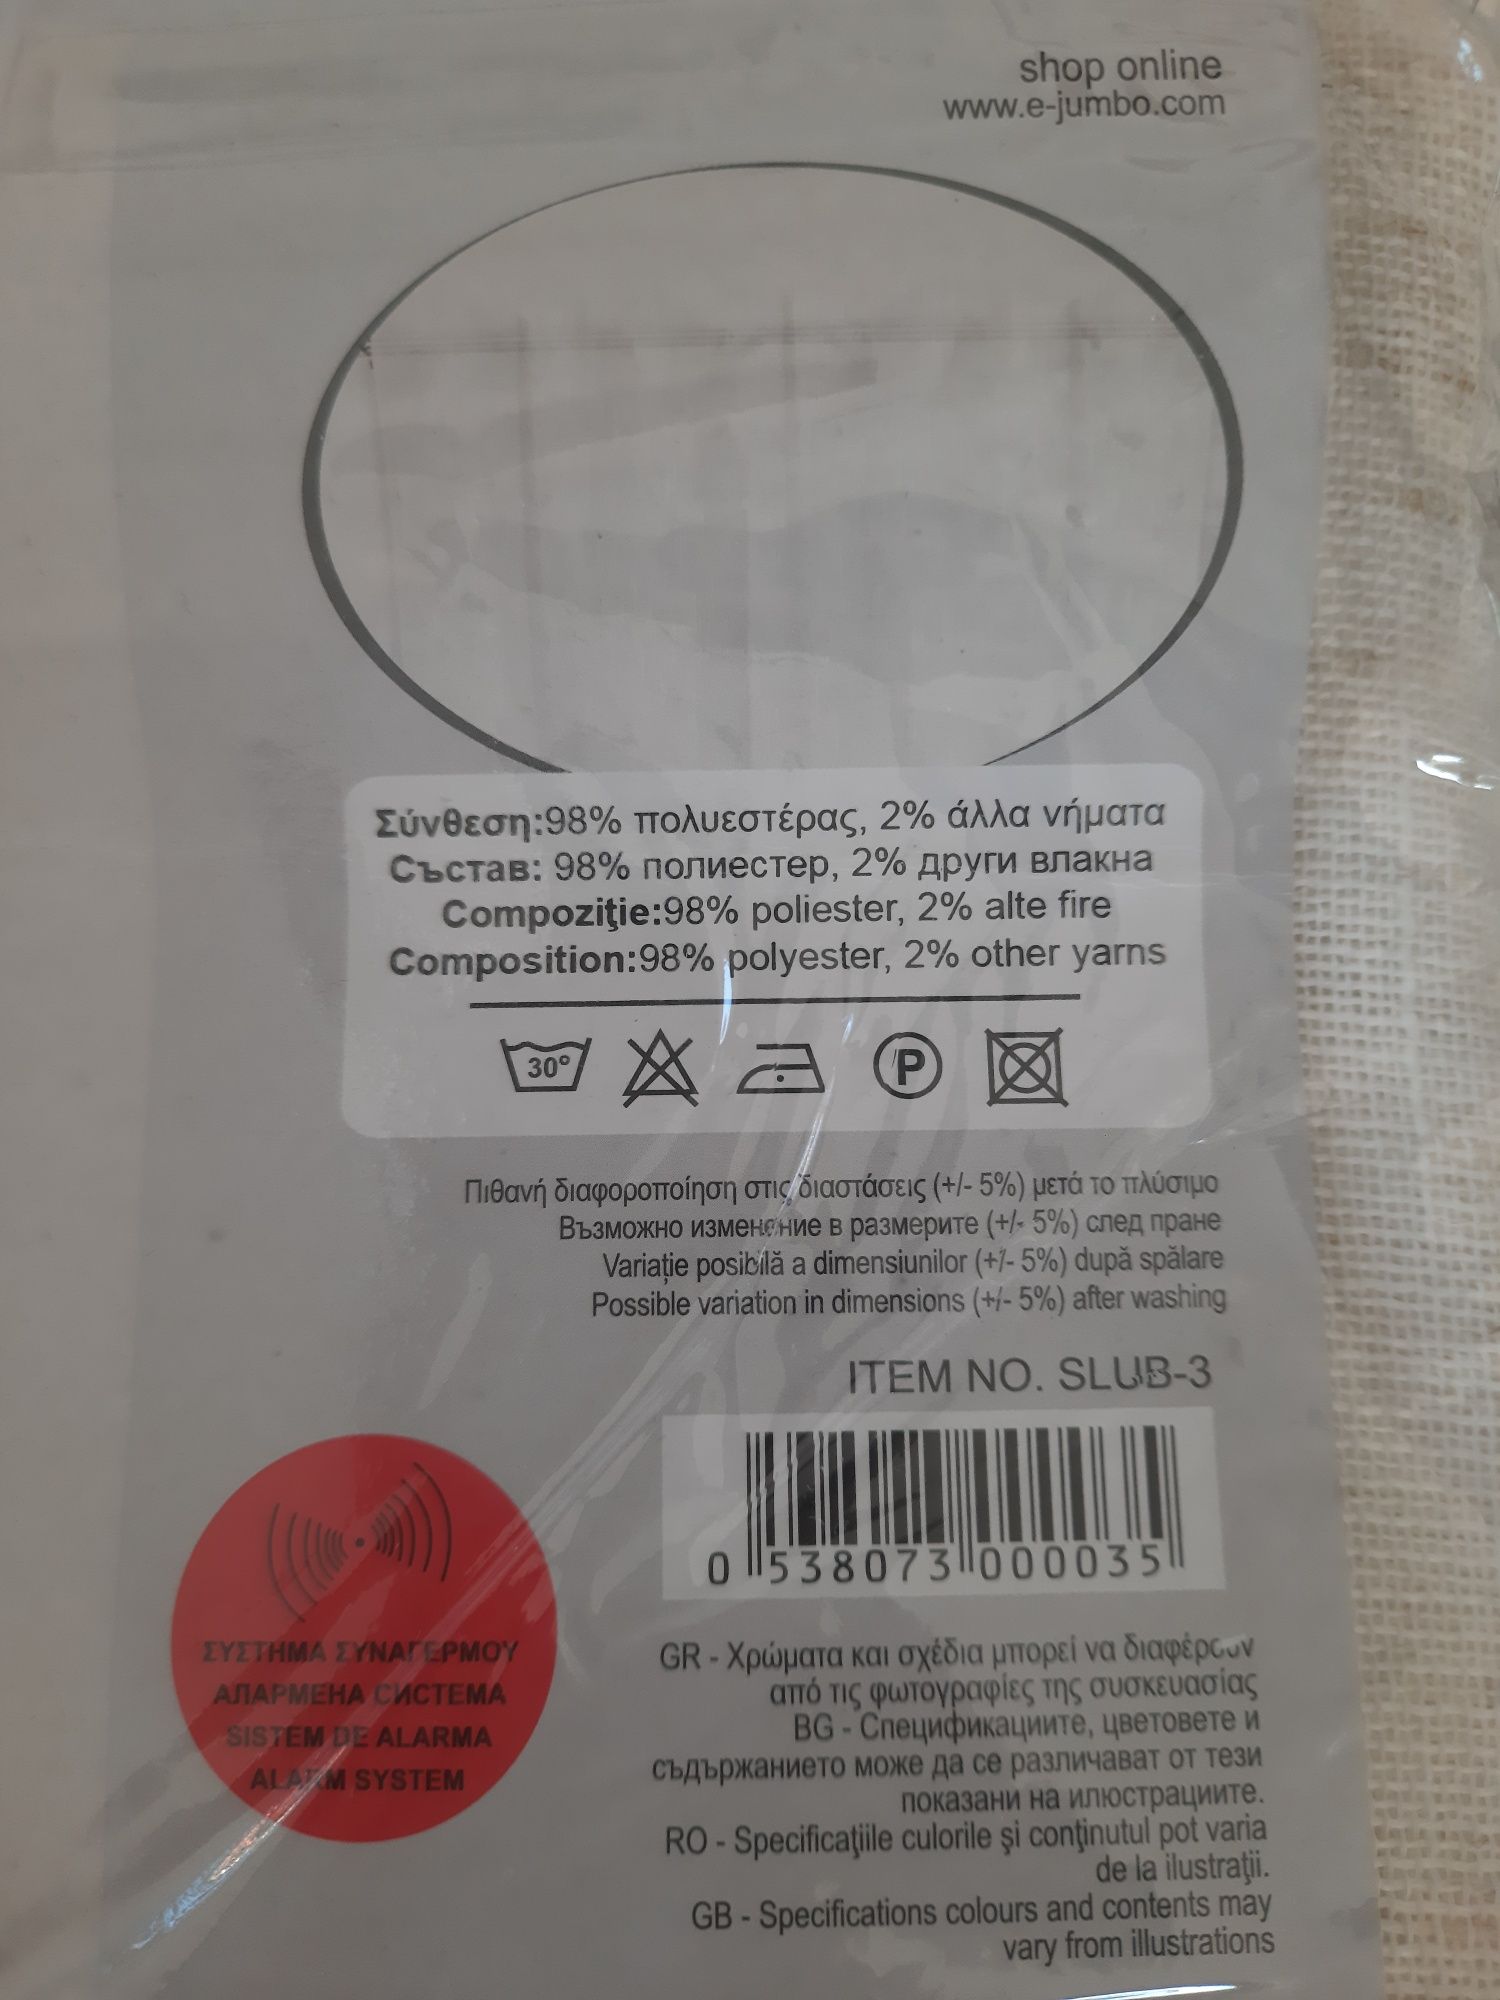 shop online
www.e-jumbo.com
Σύνθεση:98% πολυεστέρας, 2% άλλα νήματα
Състав: 98% полиестер, 2% други влакна
Compoziţie:98% poliester, 2% alte fire
Composition:98% polyester, 2% other yarns
30°
P
Πιθανή διαφοροποίηση στις διαστάσεις (+/- 5%) μετά το πλύσιμο
Възможно изменение в размерите (+/- 5%) след пране
Variație posibilă a dimensiunilor (+/- 5%) după spălare
Possible variation in dimensions (+/- 5%) after washing
ITEM NO. SLUB-3
0 538073 000035
ΣΥΣΤΗΜΑ ΣΥΝΑΓΕΡΜΟΥ
АЛАРМЕНА СИСТЕМА
SISTEM DE ALARMA
ALARM SYSTEM
GR - Χρώματα και σχέδια μπορεί να διαφέρουν
από τις φωτογραφίες της συσκευασίας
BG - Спецификациите, цветовете и
съдържанието може да се различават от тези
показани на илюстрациите.
RO - Specificaţiile culorile şi conţinutul pot varia
de la ilustraţii.
GB - Specifications colours and contents may
vary from illustrations